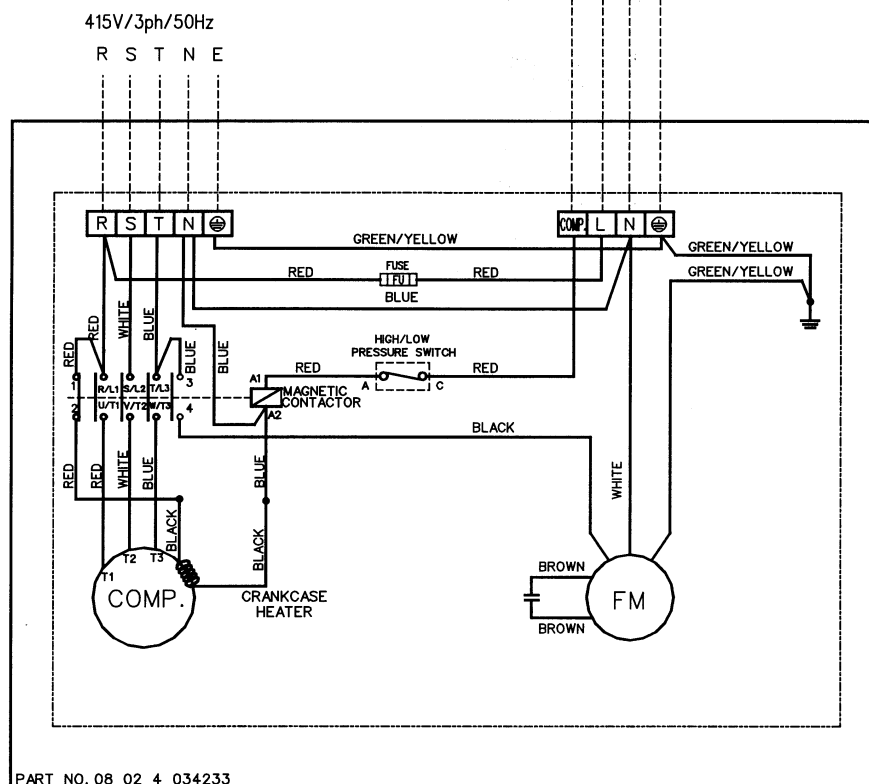 415V/3ph/50Hz
R S T N E
R S T N
COMP. L N
GREEN/YELLOW
GREEN/YELLOW
FUSE
RED FU RED
GREEN/YELLOW
BLUE
RED RED WHITE BLUE BLUE BLUE
HIGH/LOW
PRESSURE SWITCH
RED RED
A1 A C
1 R/L1 S/L2 T/L3 3
MAGNETIC
CONTACTOR
2 U/T1 V/T2 W/T3 4
A2
BLACK
RED RED WHITE BLUE BLUE WHITE
BLACK BLACK
T1 T2 T3
COMP.
CRANKCASE
HEATER
BROWN
FM
BROWN
PART NO. 08 02 4 034233